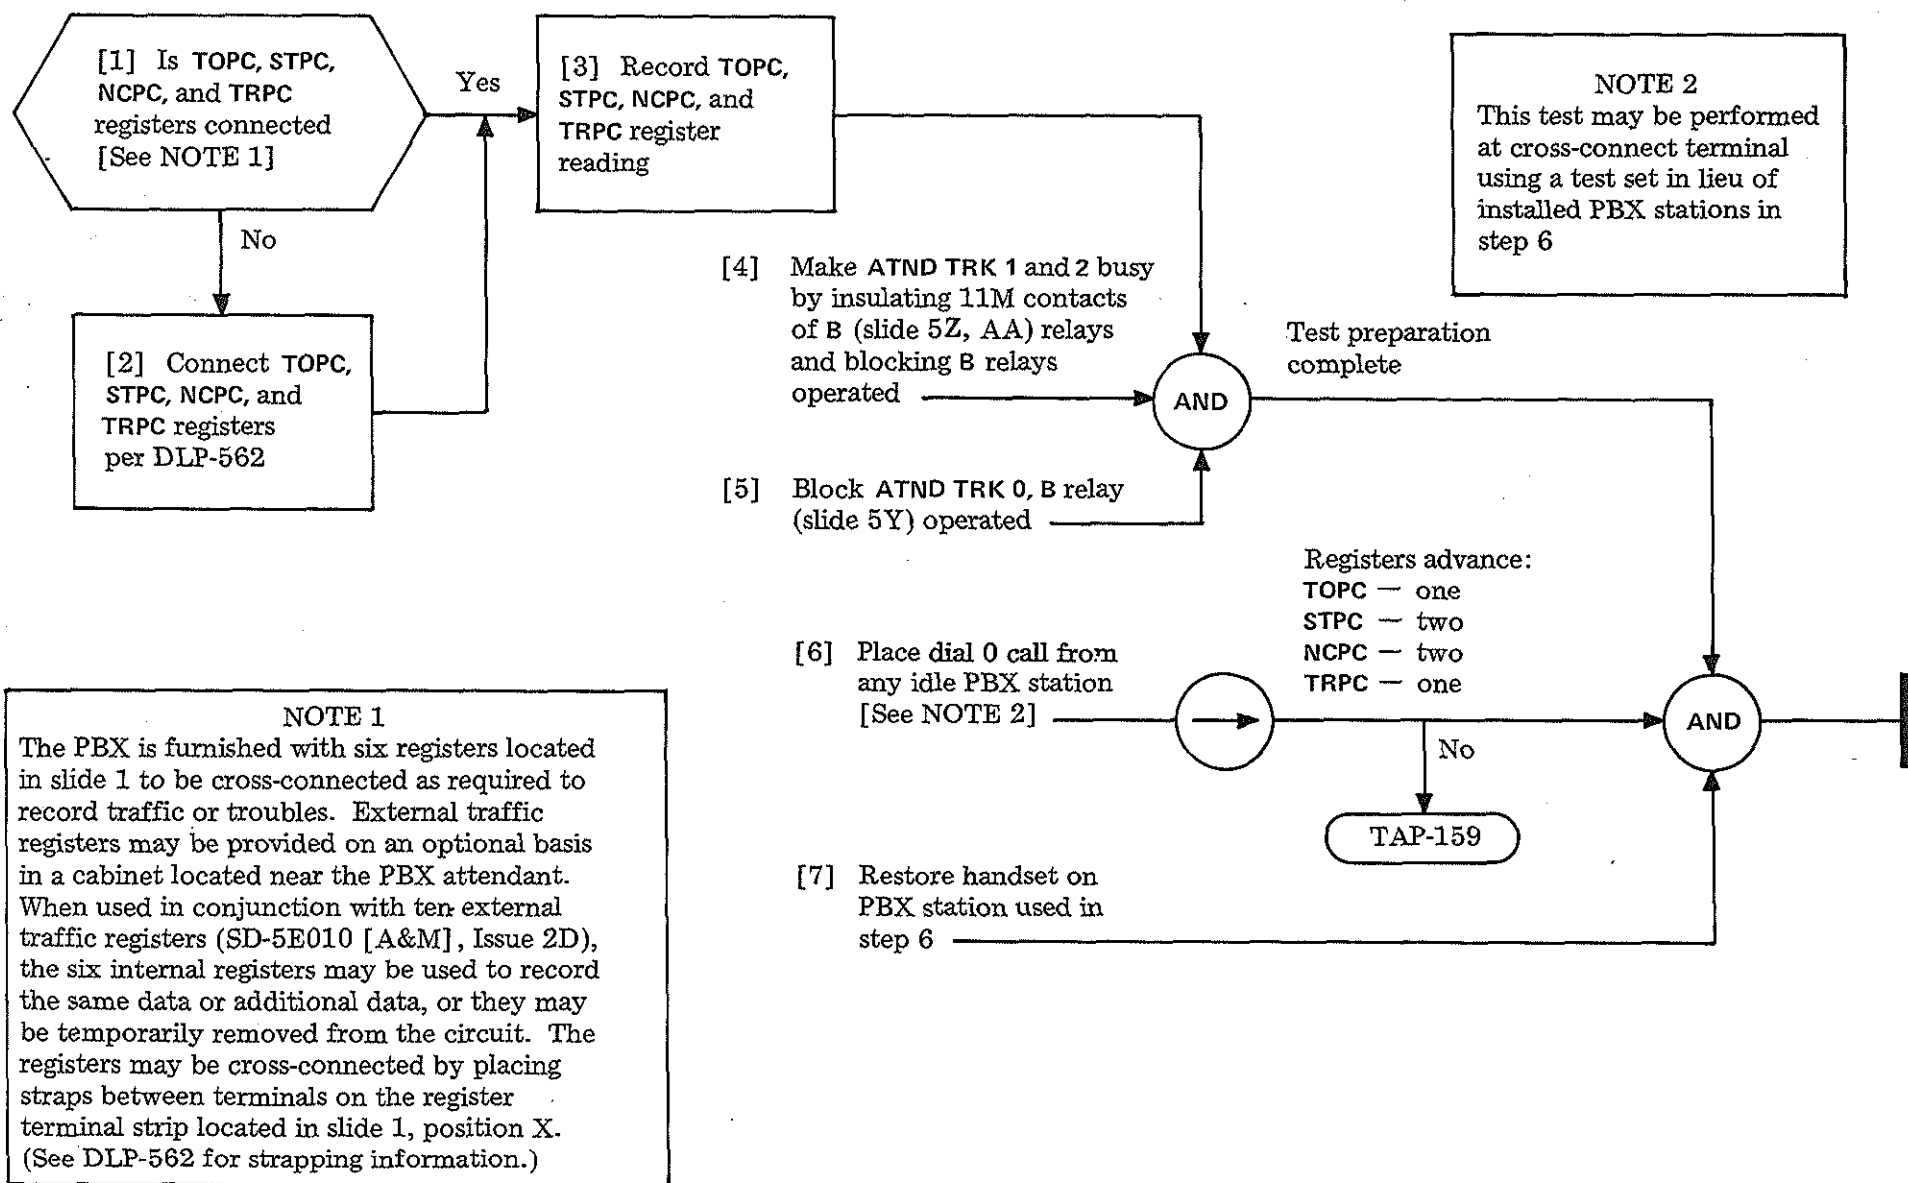 [1] Is TOPC, STPC,
NCPC, and TRPC
registers connected
[See NOTE 1]
Yes
No
[2] Connect TOPC,
STPC, NCPC, and
TRPC registers
per DLP-562
[3] Record TOPC,
STPC, NCPC, and
TRPC register
reading
NOTE 2
This test may be performed
at cross-connect terminal
using a test set in lieu of
installed PBX stations in
step 6
[4] Make ATND TRK 1 and 2 busy
by insulating 11M contacts
of B (slide 5Z, AA) relays
and blocking B relays
operated
AND
Test preparation
complete
[5] Block ATND TRK 0, B relay
(slide 5Y) operated
Registers advance:
TOPC — one
STPC — two
NCPC — two
TRPC — one
[6] Place dial 0 call from
any idle PBX station
[See NOTE 2]
No
AND
TAP-159
[7] Restore handset on
PBX station used in
step 6
NOTE 1
The PBX is furnished with six registers located
in slide 1 to be cross-connected as required to
record traffic or troubles. External traffic
registers may be provided on an optional basis
in a cabinet located near the PBX attendant.
When used in conjunction with ten external
traffic registers (SD-5E010 [A&M], Issue 2D),
the six internal registers may be used to record
the same data or additional data, or they may
be temporarily removed from the circuit. The
registers may be cross-connected by placing
straps between terminals on the register
terminal strip located in slide 1, position X.
(See DLP-562 for strapping information.)